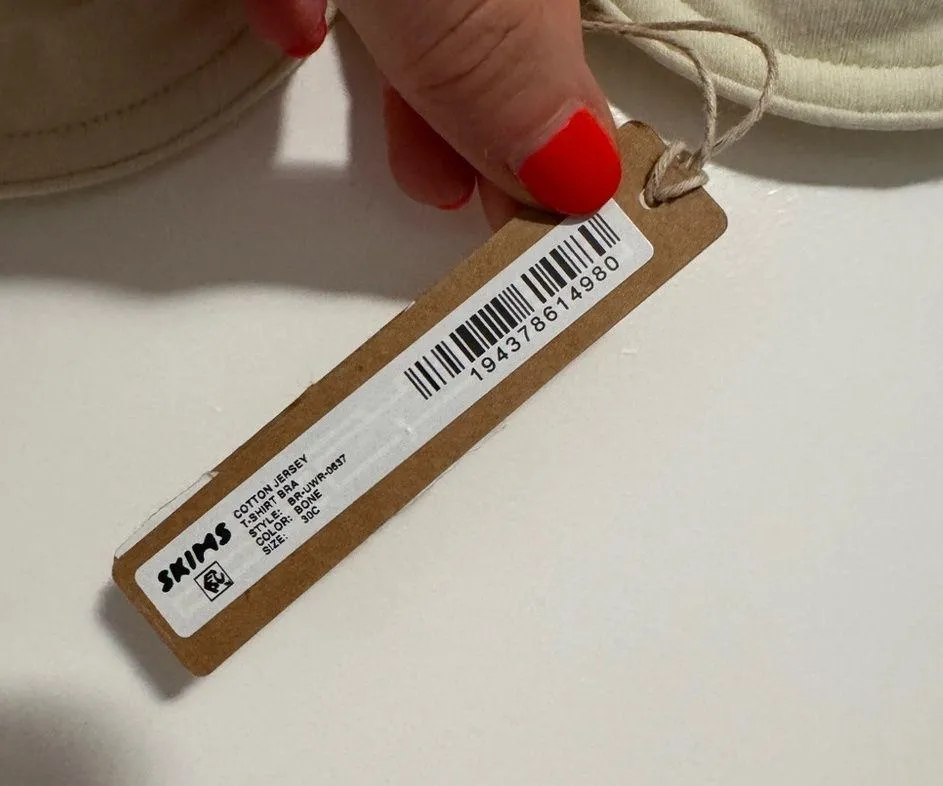 SKIMS
COTTON JERSEY
T-SHIRT BRA
STYLE: BR-UWR-0637
COLOR: BONE
SIZE: 30C
194378614980